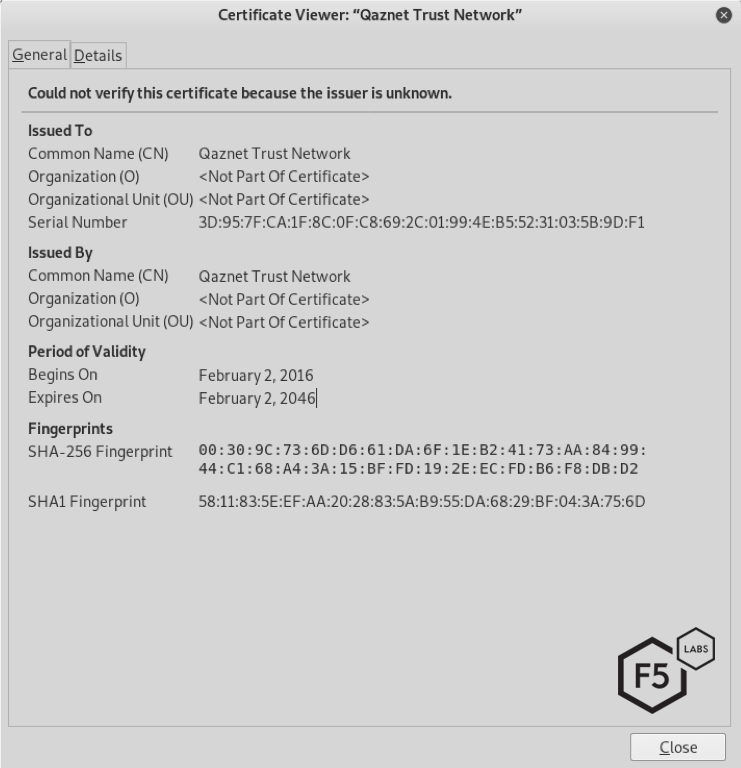 Certificate Viewer: “Qaznet Trust Network”
General Details
Could not verify this certificate because the issuer is unknown.
Issued To
Common Name (CN) Qaznet Trust Network
Organization (O) <Not Part Of Certificate>
Organizational Unit (OU) <Not Part Of Certificate>
Serial Number 3D:95:7F:CA:1F:8C:0F:C8:69:2C:01:99:4E:B5:52:31:03:5B:9D:F1
Issued By
Common Name (CN) Qaznet Trust Network
Organization (O) <Not Part Of Certificate>
Organizational Unit (OU) <Not Part Of Certificate>
Period of Validity
Begins On February 2, 2016
Expires On February 2, 2046
Fingerprints
SHA-256 Fingerprint 00:30:9C:73:6D:D6:61:DA:6F:1E:B2:41:73:AA:84:99:
44:C1:68:A4:3A:15:BF:FD:19:2E:EC:FD:B6:F8:DB:D2
SHA1 Fingerprint 58:11:83:5E:EF:AA:20:28:83:5A:B9:55:DA:68:29:BF:04:3A:75:6D
LABS
F5
Close